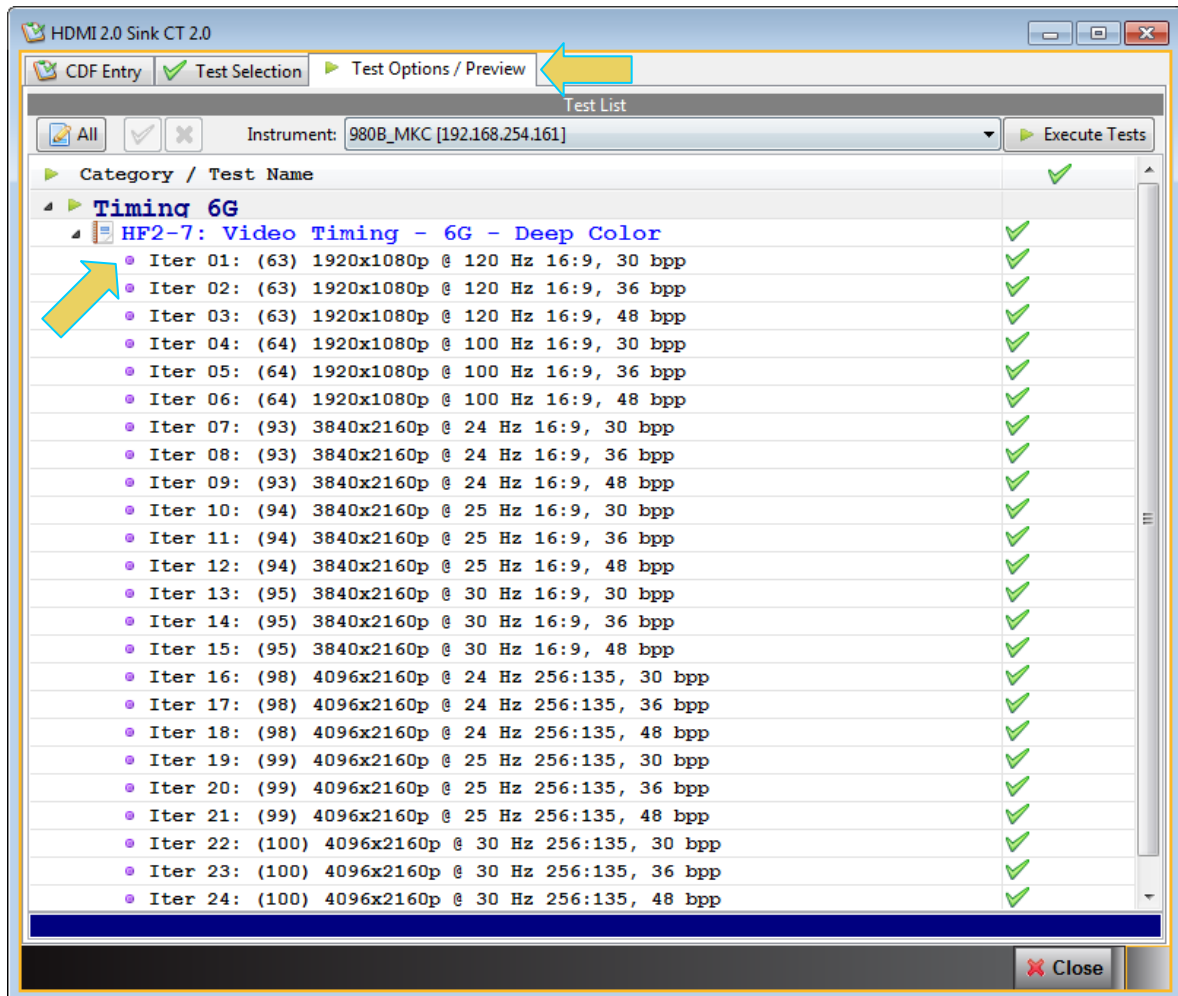 HDMI 2.0 Sink CT 2.0
CDF Entry Test Selection Test Options / Preview
Test List
All Instrument: 980B_MKC [192.168.254.161] Execute Tests
Category / Test Name
Timing 6G
HF2-7: Video Timing - 6G - Deep Color
Iter 01: (63) 1920x1080p @ 120 Hz 16:9, 30 bpp
Iter 02: (63) 1920x1080p @ 120 Hz 16:9, 36 bpp
Iter 03: (63) 1920x1080p @ 120 Hz 16:9, 48 bpp
Iter 04: (64) 1920x1080p @ 100 Hz 16:9, 30 bpp
Iter 05: (64) 1920x1080p @ 100 Hz 16:9, 36 bpp
Iter 06: (64) 1920x1080p @ 100 Hz 16:9, 48 bpp
Iter 07: (93) 3840x2160p @ 24 Hz 16:9, 30 bpp
Iter 08: (93) 3840x2160p @ 24 Hz 16:9, 36 bpp
Iter 09: (93) 3840x2160p @ 24 Hz 16:9, 48 bpp
Iter 10: (94) 3840x2160p @ 25 Hz 16:9, 30 bpp
Iter 11: (94) 3840x2160p @ 25 Hz 16:9, 36 bpp
Iter 12: (94) 3840x2160p @ 25 Hz 16:9, 48 bpp
Iter 13: (95) 3840x2160p @ 30 Hz 16:9, 30 bpp
Iter 14: (95) 3840x2160p @ 30 Hz 16:9, 36 bpp
Iter 15: (95) 3840x2160p @ 30 Hz 16:9, 48 bpp
Iter 16: (98) 4096x2160p @ 24 Hz 256:135, 30 bpp
Iter 17: (98) 4096x2160p @ 24 Hz 256:135, 36 bpp
Iter 18: (98) 4096x2160p @ 24 Hz 256:135, 48 bpp
Iter 19: (99) 4096x2160p @ 25 Hz 256:135, 30 bpp
Iter 20: (99) 4096x2160p @ 25 Hz 256:135, 36 bpp
Iter 21: (99) 4096x2160p @ 25 Hz 256:135, 48 bpp
Iter 22: (100) 4096x2160p @ 30 Hz 256:135, 30 bpp
Iter 23: (100) 4096x2160p @ 30 Hz 256:135, 36 bpp
Iter 24: (100) 4096x2160p @ 30 Hz 256:135, 48 bpp
Close